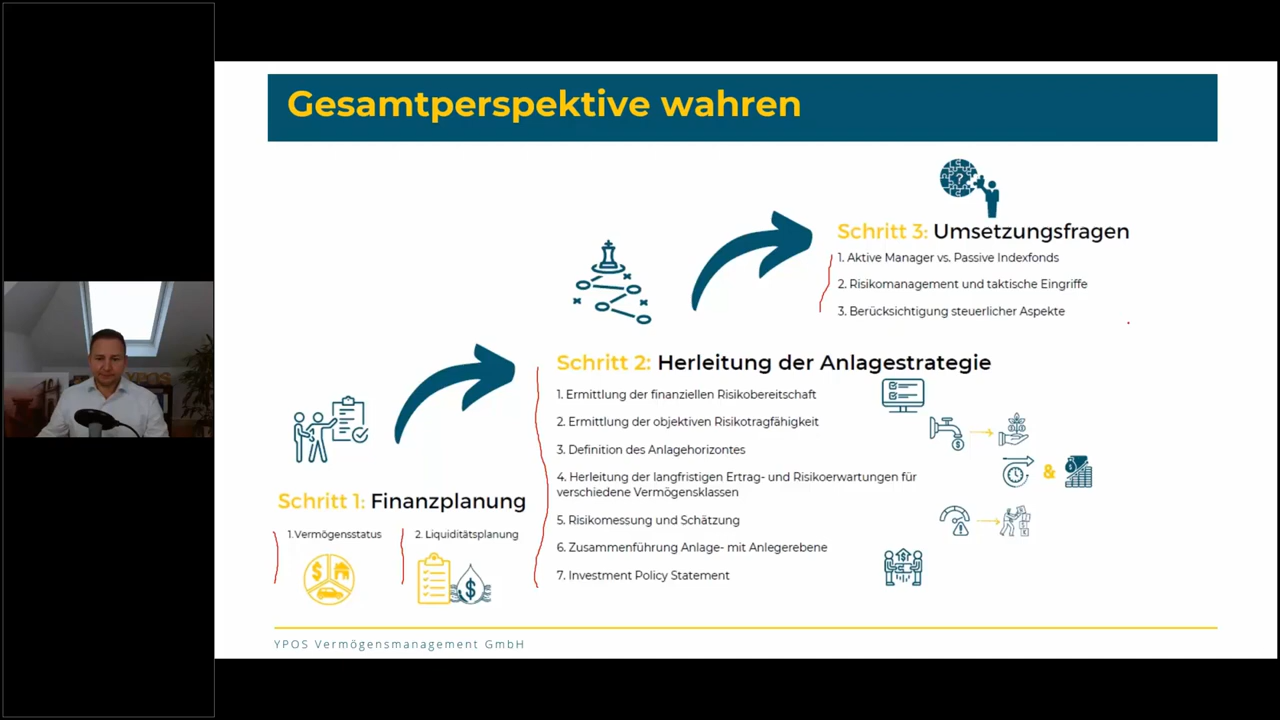 Gesamtperspektive wahren
Schritt 3: Umsetzungsfragen
1. Aktive Manager vs. Passive Indexfonds
2. Risikomanagement und taktische Eingriffe
3. Berücksichtigung steuerlicher Aspekte
Schritt 2: Herleitung der Anlagestrategie
1. Ermittlung der finanziellen Risikobereitschaft
2. Ermittlung der objektiven Risikotragfähigkeit
3. Definition des Anlagehorizontes
4. Herleitung der langfristigen Ertrag- und Risikoerwartungen für
verschiedene Vermögensklassen
5. Risikomessung und Schätzung
6. Zusammenführung Anlage- mit Anlegerebene
7. Investment Policy Statement
Schritt 1: Finanzplanung
1.Vermögensstatus
2. Liquiditätsplanung
&
YPOS Vermögensmanagement GmbH